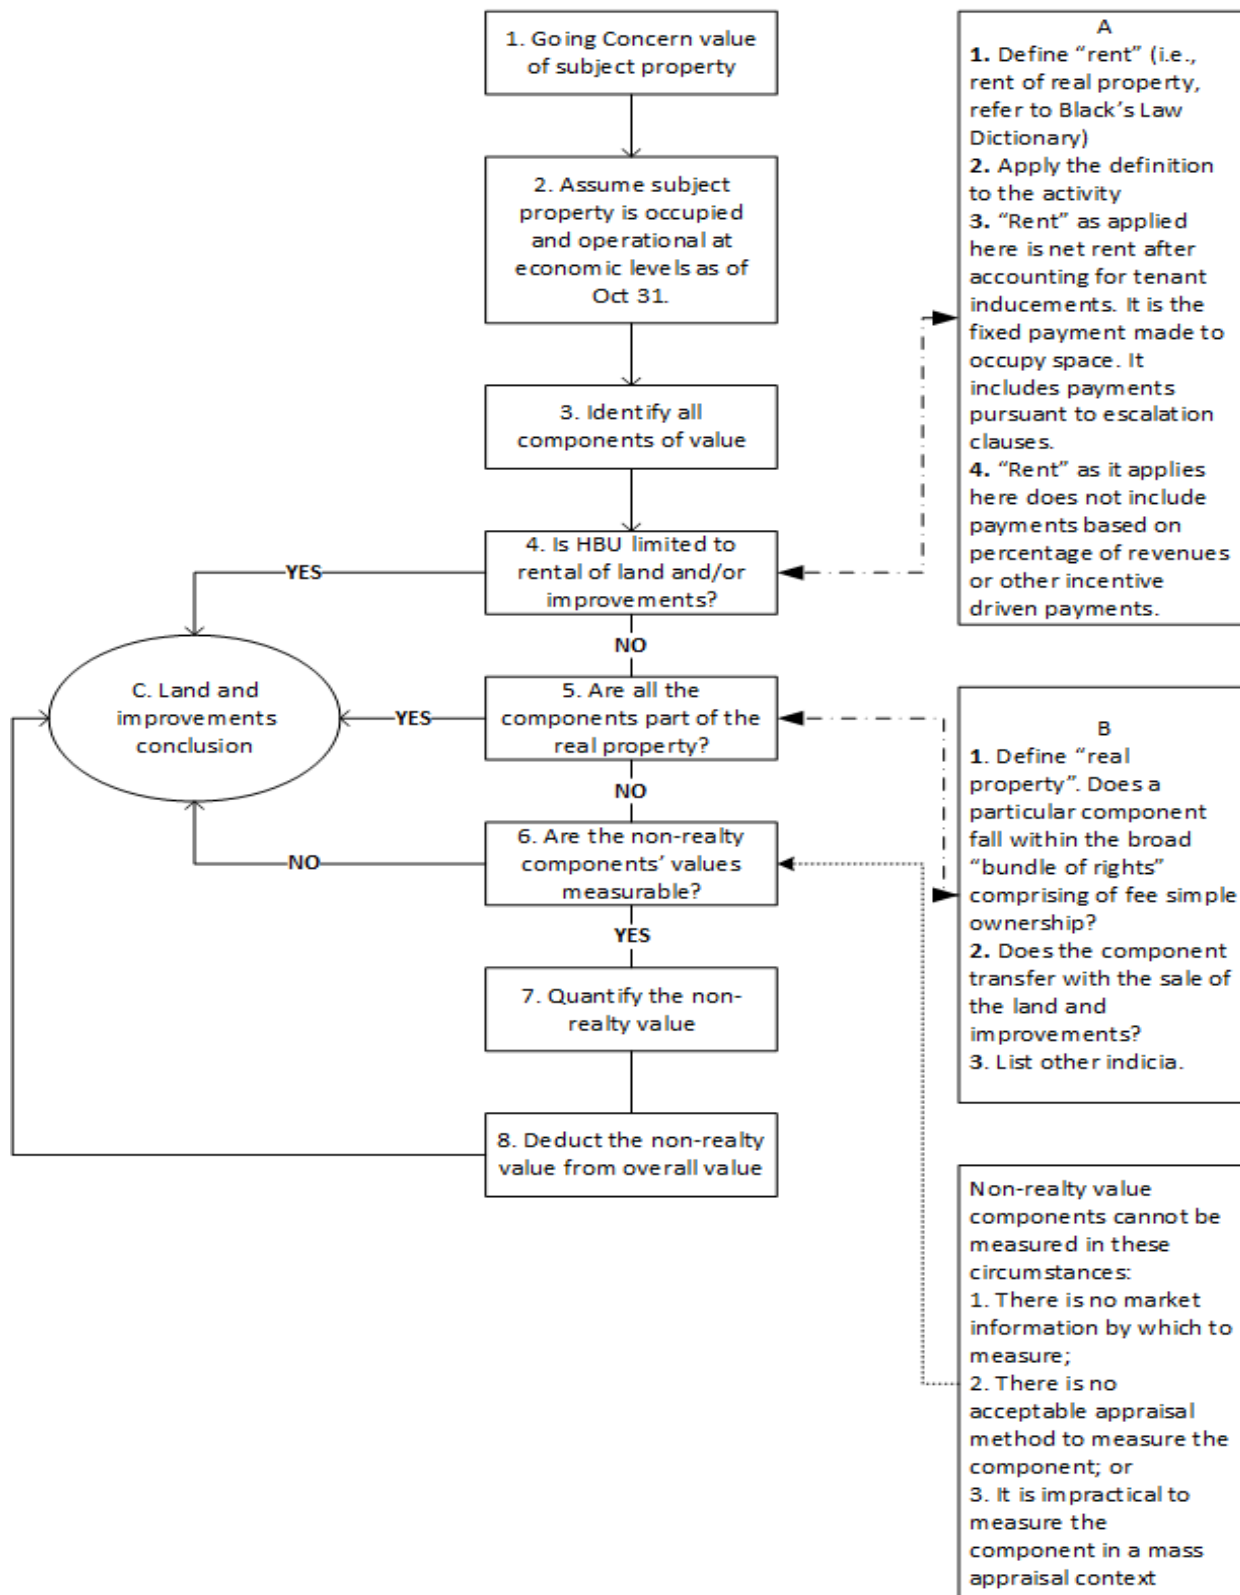 1. Going Concern value
of subject property
2. Assume subject
property is occupied
and operational at
economic levels as of
Oct 31.
3. Identify all
components of value
4. Is HBU limited to
rental of land and/or
improvements?
YES
NO
C. Land and
improvements
conclusion
5. Are all the
components part of the
real property?
YES
NO
6. Are the non-realty
components’ values
measurable?
NO
YES
7. Quantify the non-
realty value
8. Deduct the non-realty
value from overall value
A
1. Define “rent” (i.e.,
rent of real property,
refer to Black’s Law
Dictionary)
2. Apply the definition
to the activity
3. “Rent” as applied
here is net rent after
accounting for tenant
inducements. It is the
fixed payment made to
occupy space. It
includes payments
pursuant to escalation
clauses.
4. “Rent” as it applies
here does not include
payments based on
percentage of revenues
or other incentive
driven payments.
B
1. Define “real
property”. Does a
particular component
fall within the broad
“bundle of rights”
comprising of fee simple
ownership?
2. Does the component
transfer with the sale of
the land and
improvements?
3. List other indicia.
Non-realty value
components cannot be
measured in these
circumstances:
1. There is no market
information by which to
measure;
2. There is no
acceptable appraisal
method to measure the
component; or
3. It is impractical to
measure the
component in a mass
appraisal context